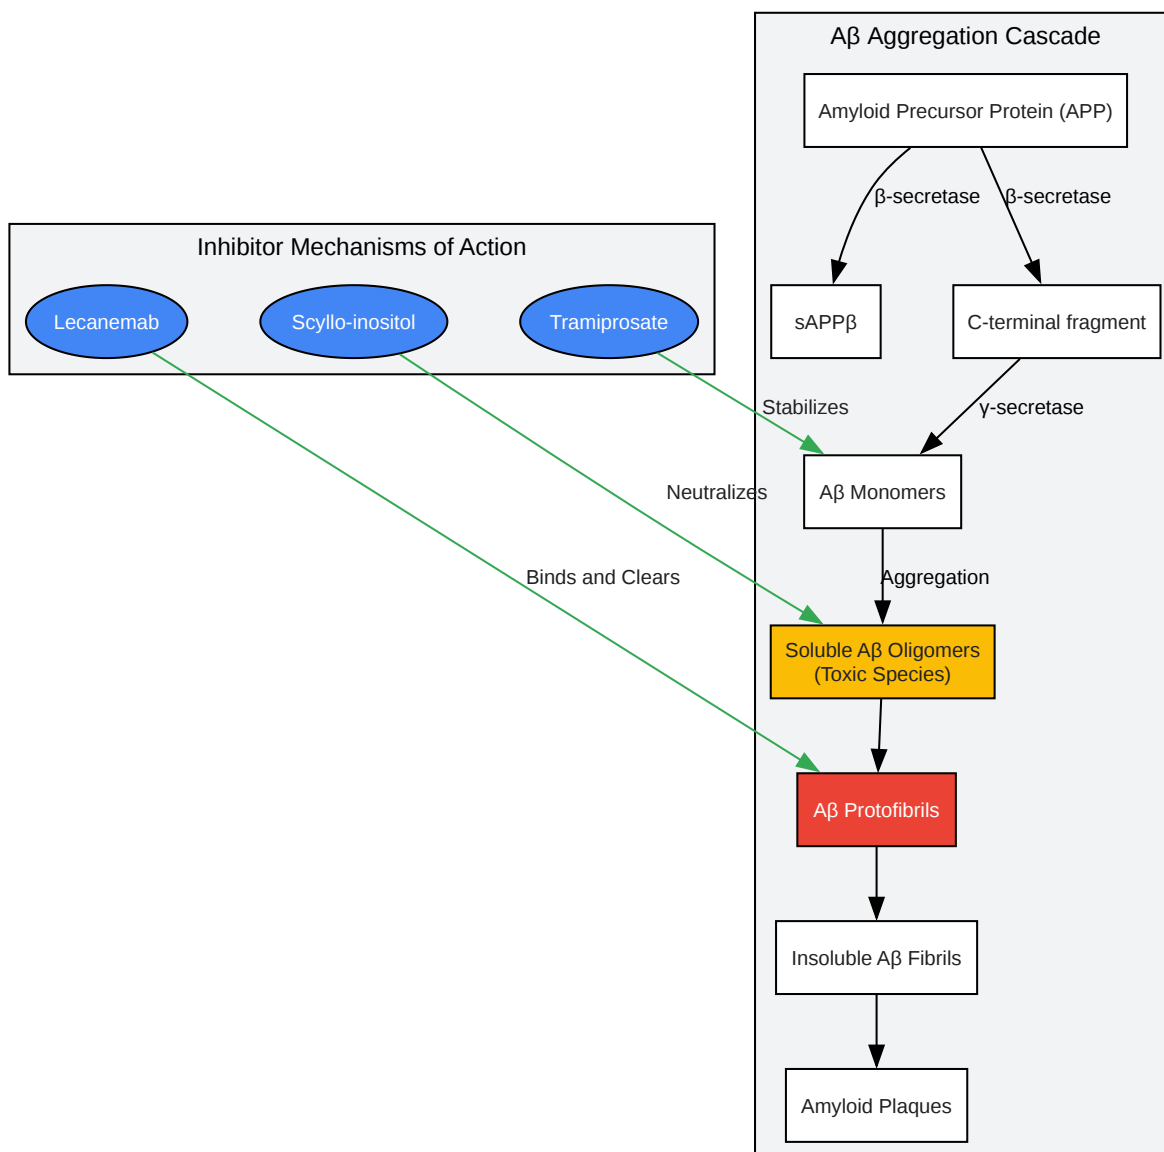 Aβ Aggregation Cascade
Amyloid Precursor Protein (APP)
β-secretase
β-secretase
Inhibitor Mechanisms of Action
Lecanemab
Scyllo-inositol
Tramiprosate
sAPPβ
C-terminal fragment
Stabilizes
γ-secretase
Neutralizes
Aβ Monomers
Binds and Clears
Aggregation
Soluble Aβ Oligomers
(Toxic Species)
Aβ Protofibrils
Insoluble Aβ Fibrils
Amyloid Plaques